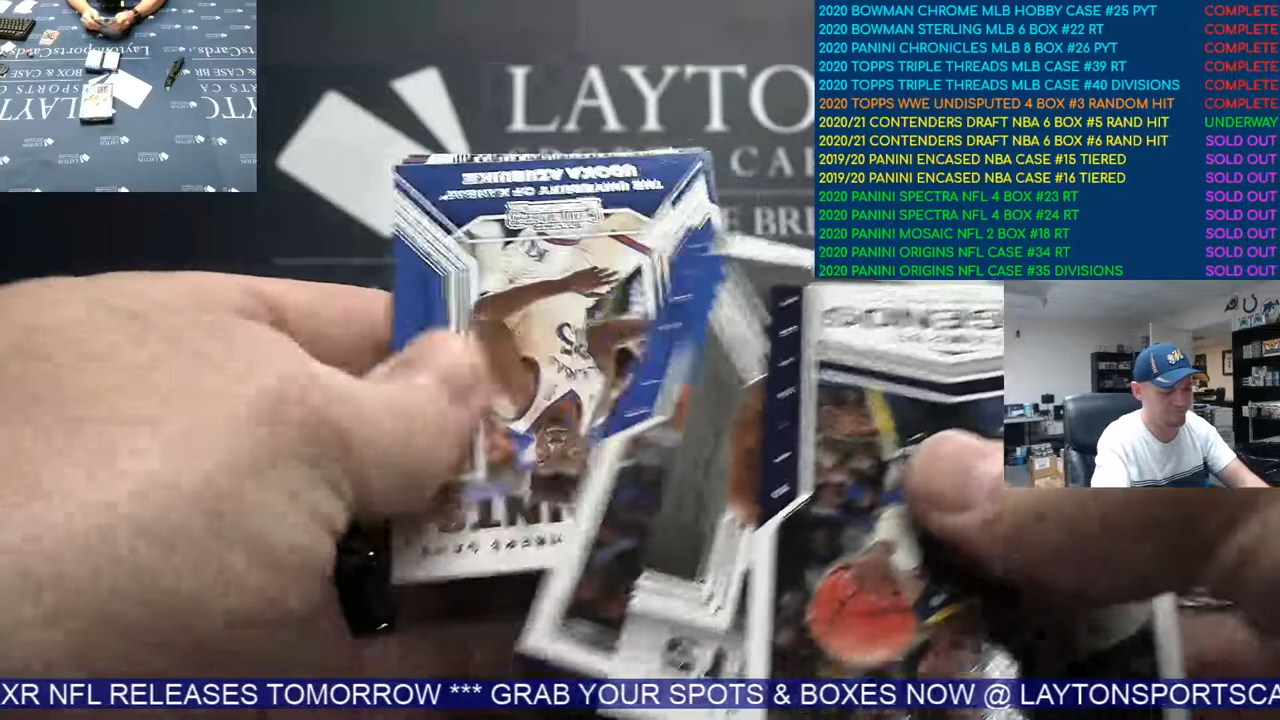 2020 BOWMAN CHROME MLB HOBBY CASE #25 PYT COMPLETE
2020 BOWMAN STERLING MLB 6 BOX #22 RT COMPLETE
2020 PANINI CHRONICLES MLB 8 BOX #26 PYT COMPLETE
2020 TOPPS TRIPLE THREADS MLB CASE #39 RT COMPLETE
2020 TOPPS TRIPLE THREADS MLB CASE #40 DIVISIONS COMPLETE
2020 TOPPS WWE UNDISPUTED 4 BOX #3 RANDOM HIT COMPLETE
2020/21 CONTENDERS DRAFT NBA 6 BOX #5 RAND HIT UNDERWAY
2020/21 CONTENDERS DRAFT NBA 6 BOX #6 RAND HIT SOLD OUT
2019/20 PANINI ENCASED NBA CASE #15 TIERED SOLD OUT
2019/20 PANINI ENCASED NBA CASE #16 TIERED SOLD OUT
2020 PANINI SPECTRA NFL 4 BOX #23 RT SOLD OUT
2020 PANINI SPECTRA NFL 4 BOX #24 RT SOLD OUT
2020 PANINI MOSAIC NFL 2 BOX #18 RT SOLD OUT
2020 PANINI ORIGINS NFL CASE #34 RT SOLD OUT
2020 PANINI ORIGINS NFL CASE #35 DIVISIONS SOLD OUT
LAYTO
UDOKA AZUBUIKE
THE UNIVERSITY OF KANSAS
XR NFL RELEASES TOMORROW *** GRAB YOUR SPOTS & BOXES NOW @ LAYTONSPORTSCA